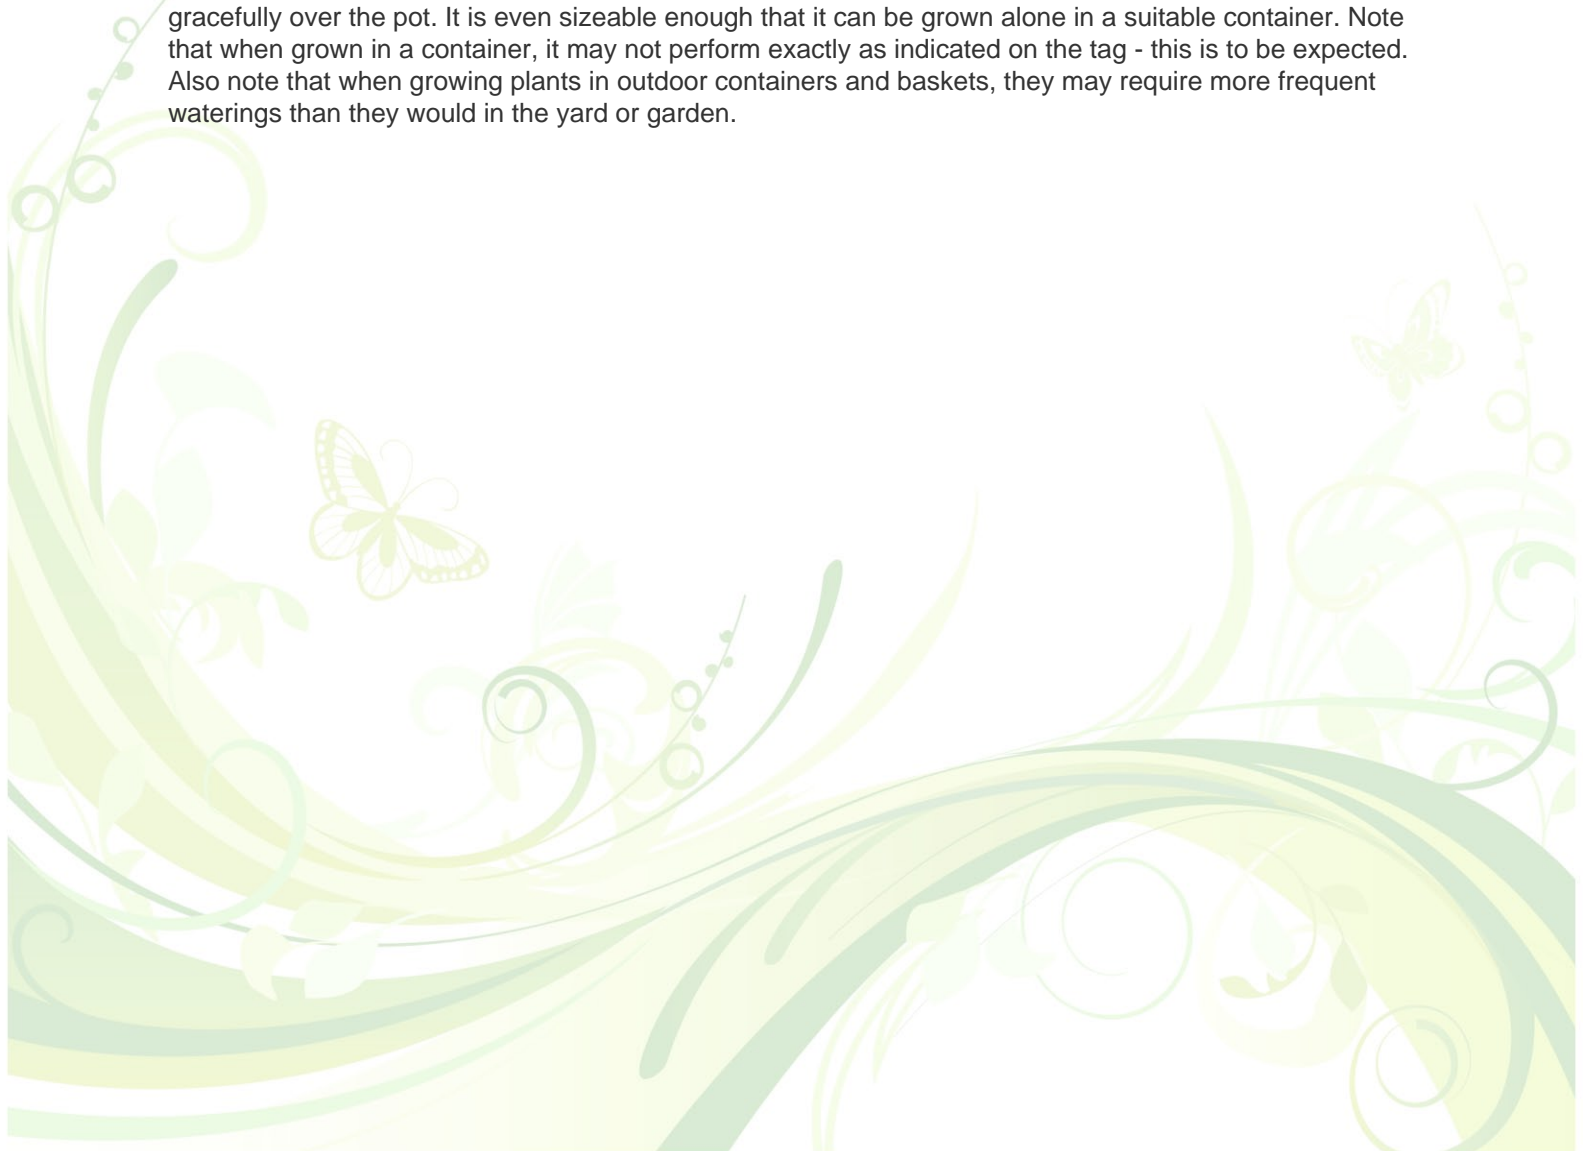 gracefully over the pot. It is even sizeable enough that it can be grown alone in a suitable container. Note
that when grown in a container, it may not perform exactly as indicated on the tag - this is to be expected.
Also note that when growing plants in outdoor containers and baskets, they may require more frequent
waterings than they would in the yard or garden.